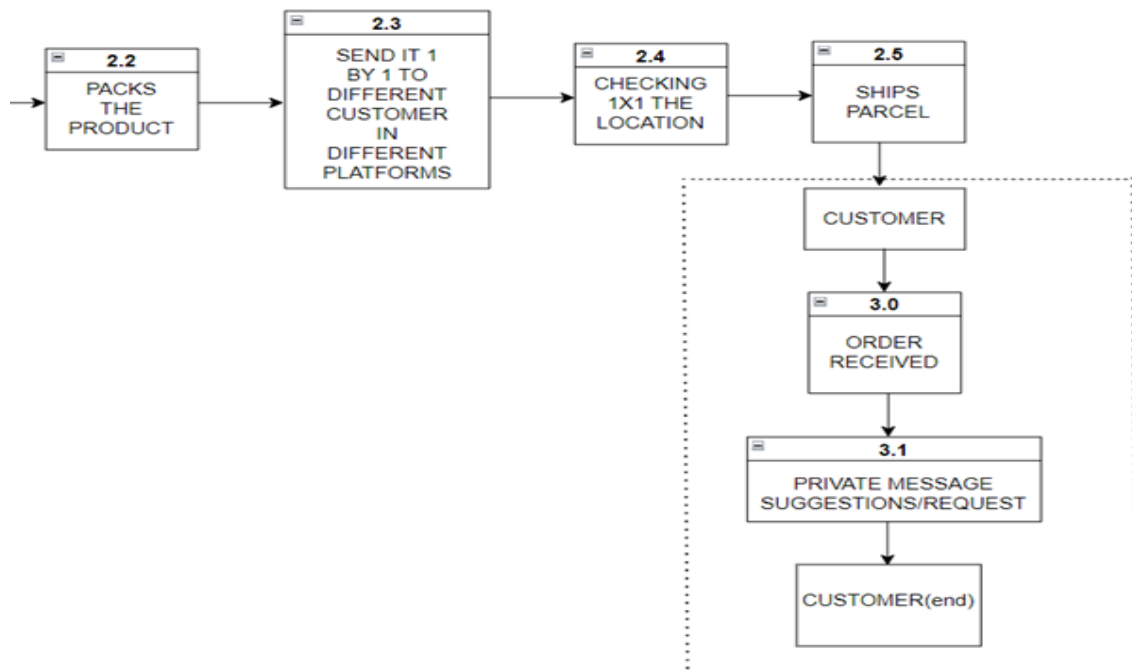 2.2
PACKS
THE
PRODUCT
2.3
SEND IT 1
BY 1 TO
DIFFERENT
CUSTOMER
IN
DIFFERENT
PLATFORMS
2.4
CHECKING
1X1 THE
LOCATION
2.5
SHIPS
PARCEL
CUSTOMER
3.0
ORDER
RECEIVED
3.1
PRIVATE MESSAGE
SUGGESTIONS/REQUEST
CUSTOMER(end)